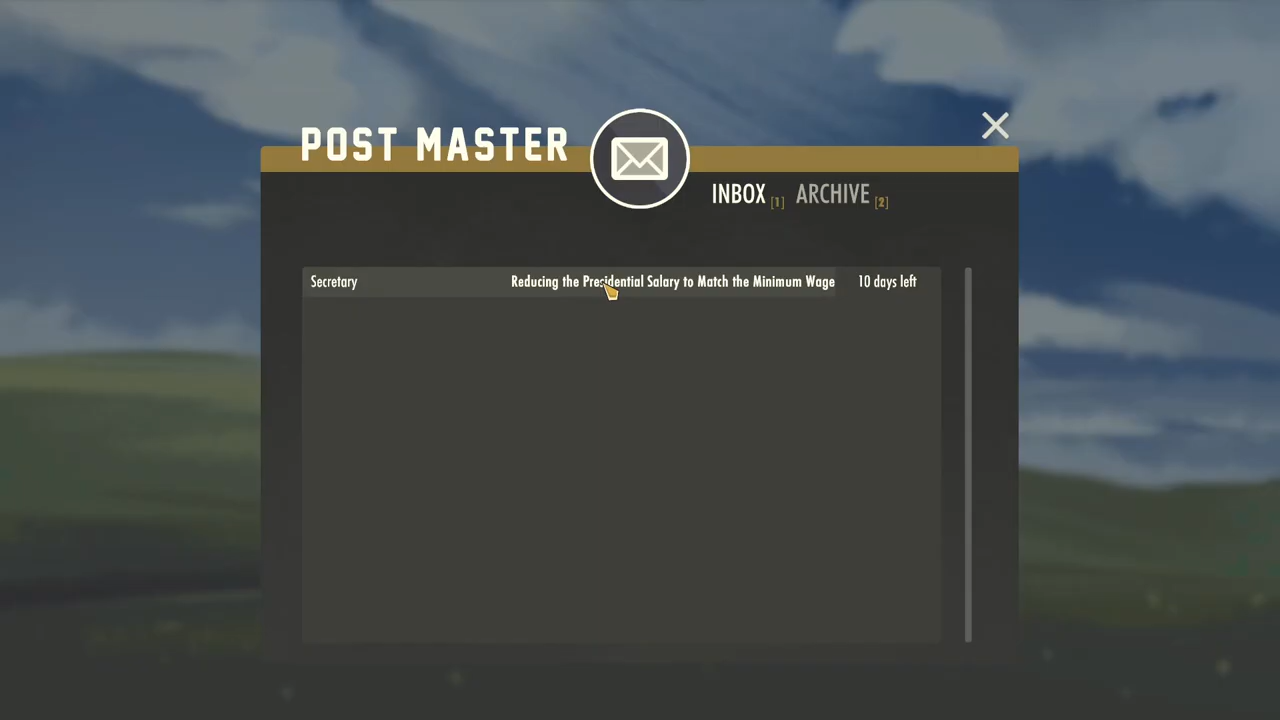 POST MASTER
INBOX [1] ARCHIVE [2]
Secretary Reducing the Presidential Salary to Match the Minimum Wage 10 days left